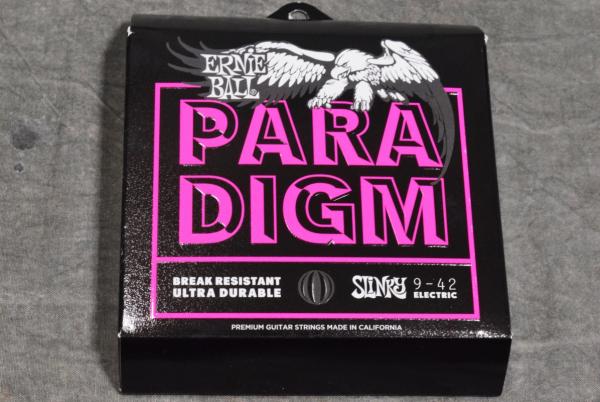 ERNIE
BALL
PARA
DIGM
BREAK RESISTANT
ULTRA DURABLE
SLINKY 9-42
ELECTRIC
PREMIUM GUITAR STRINGS MADE IN CALIFORNIA